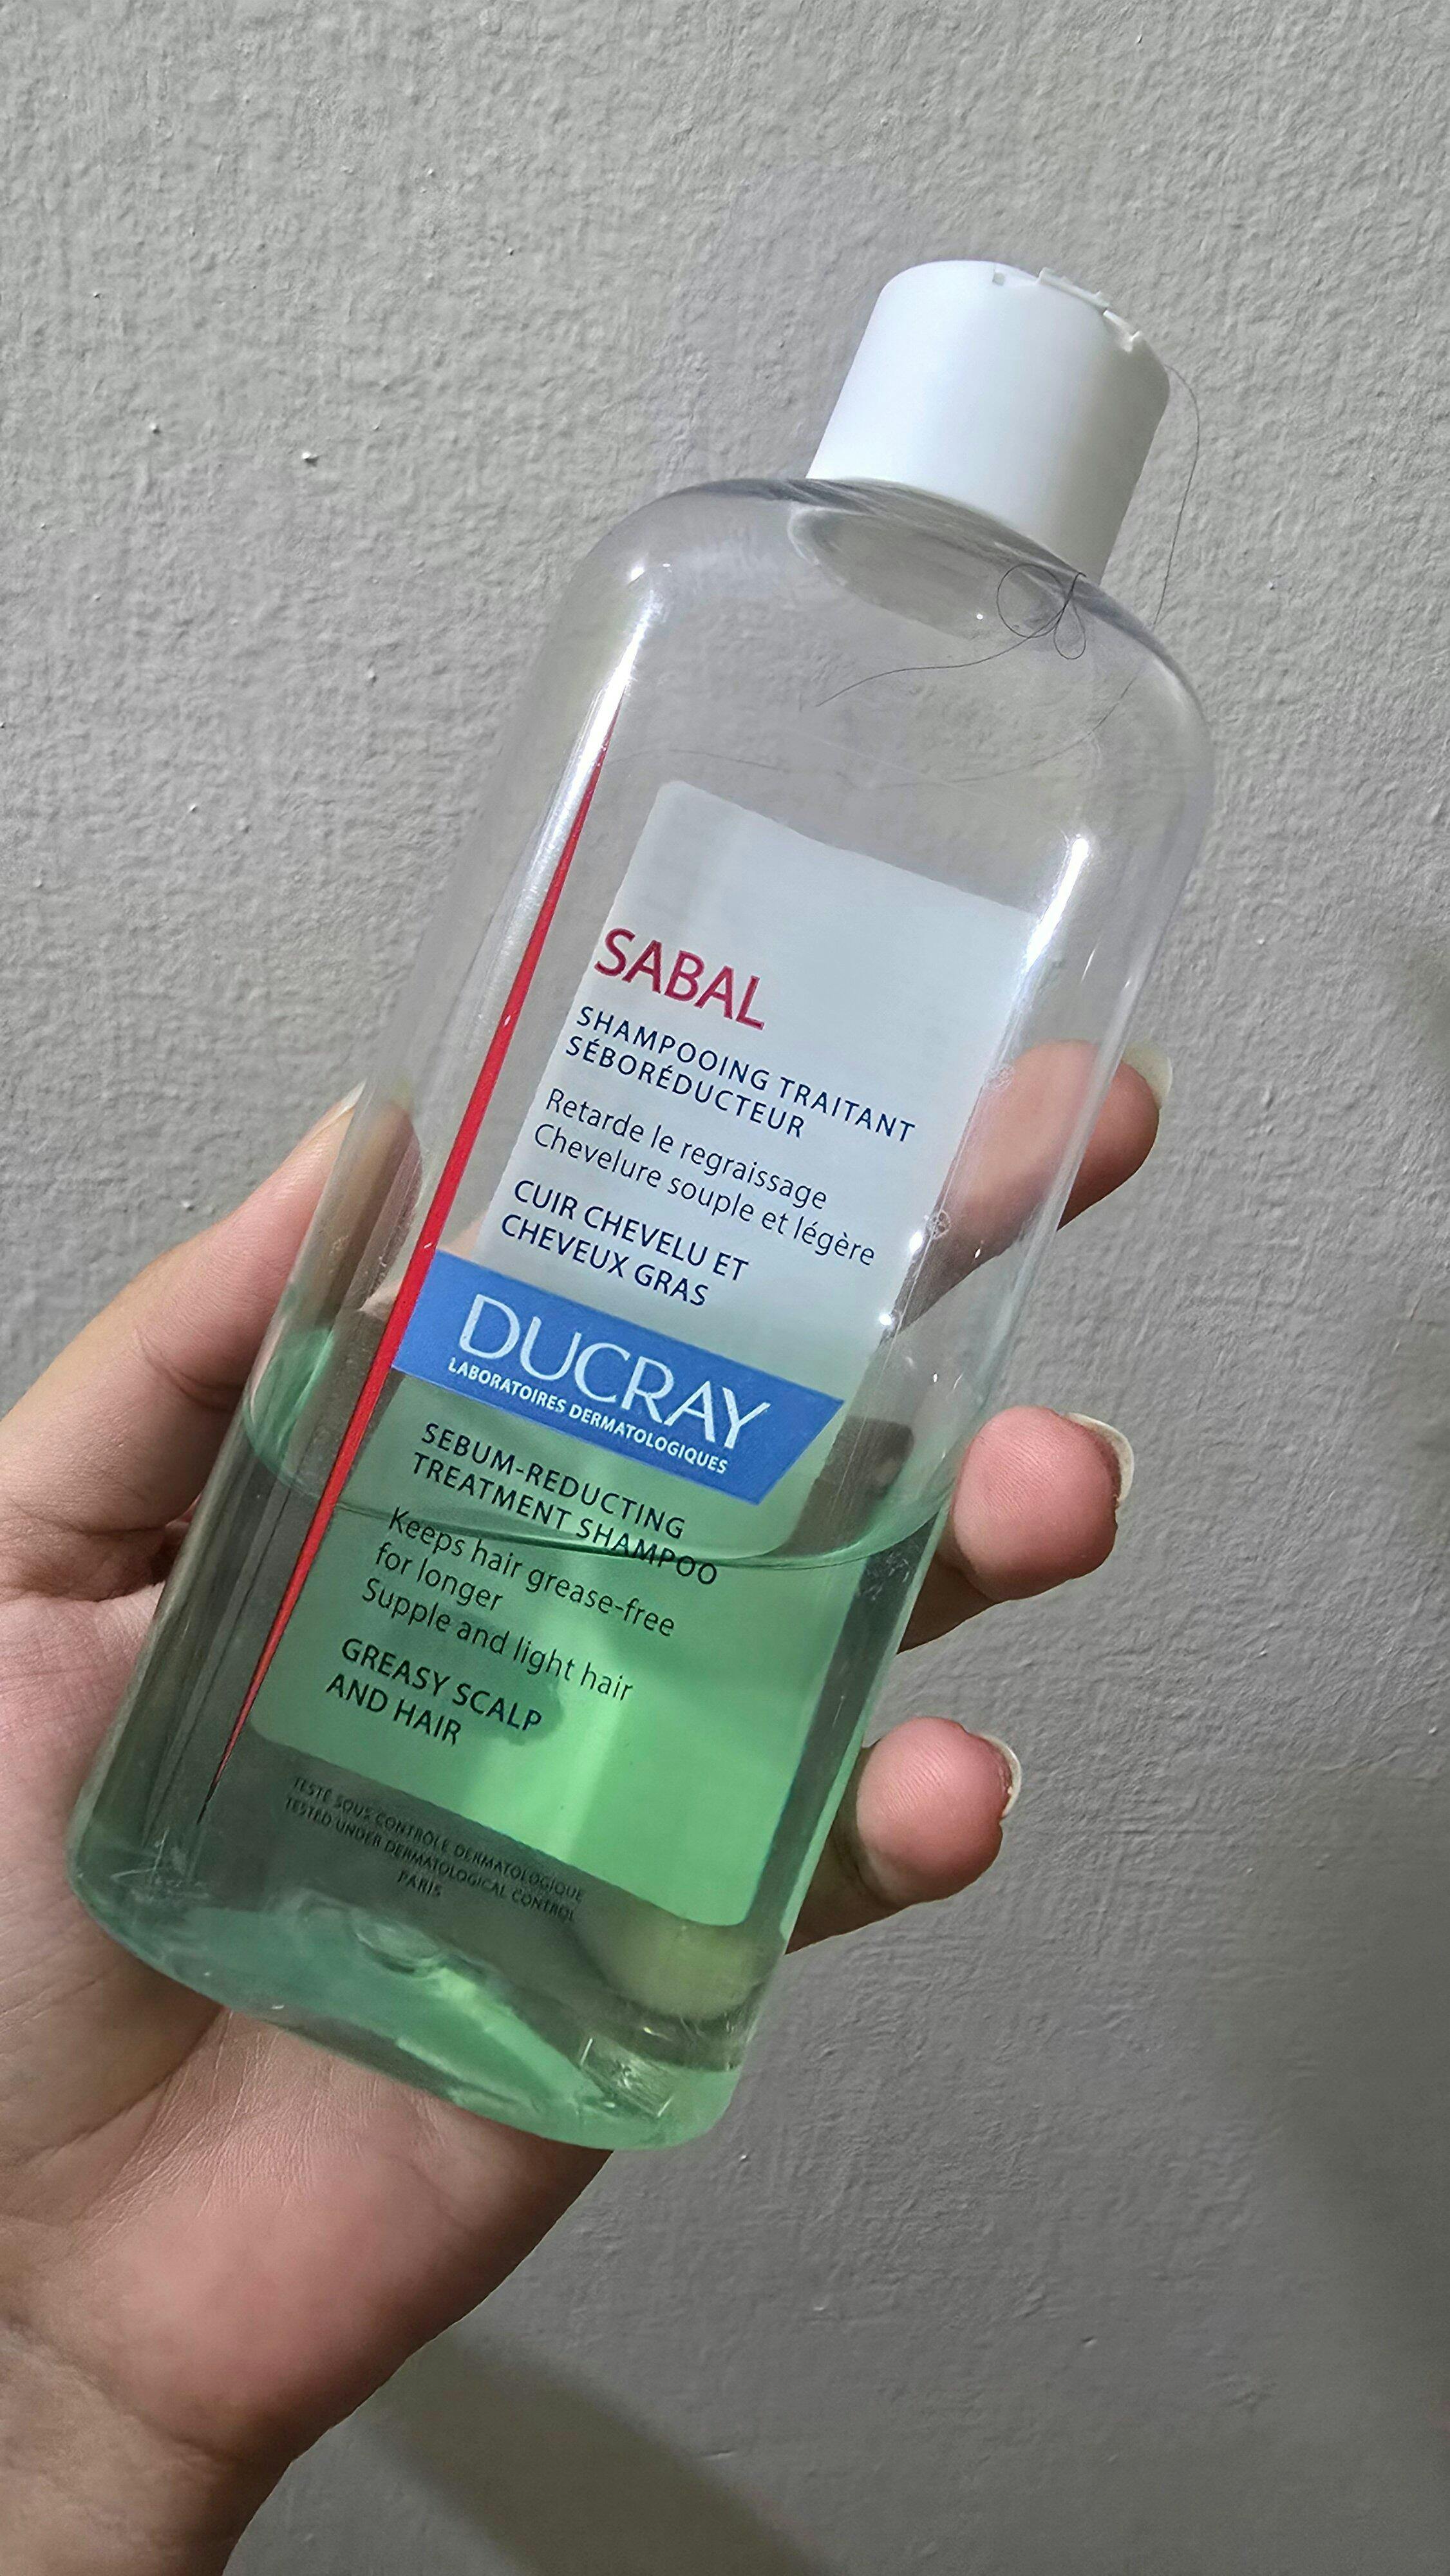 SABAL
SHAMPOOING TRAITANT
SÉBORÉDUCTEUR
Retarde le regraissage
Chevelure souple et légère
CUIR CHEVELU ET
CHEVEUX GRAS
DUCRAY
LABORATOIRES DERMATOLOGIQUES
SEBUM-REDUCTING
TREATMENT SHAMPOO
Keeps hair grease-free
for longer
Supple and light hair
GREASY SCALP
AND HAIR
TESTÉ SOUS CONTRÔLE DERMATOLOGIQUE
TESTED UNDER DERMATOLOGICAL CONTROL
PARIS